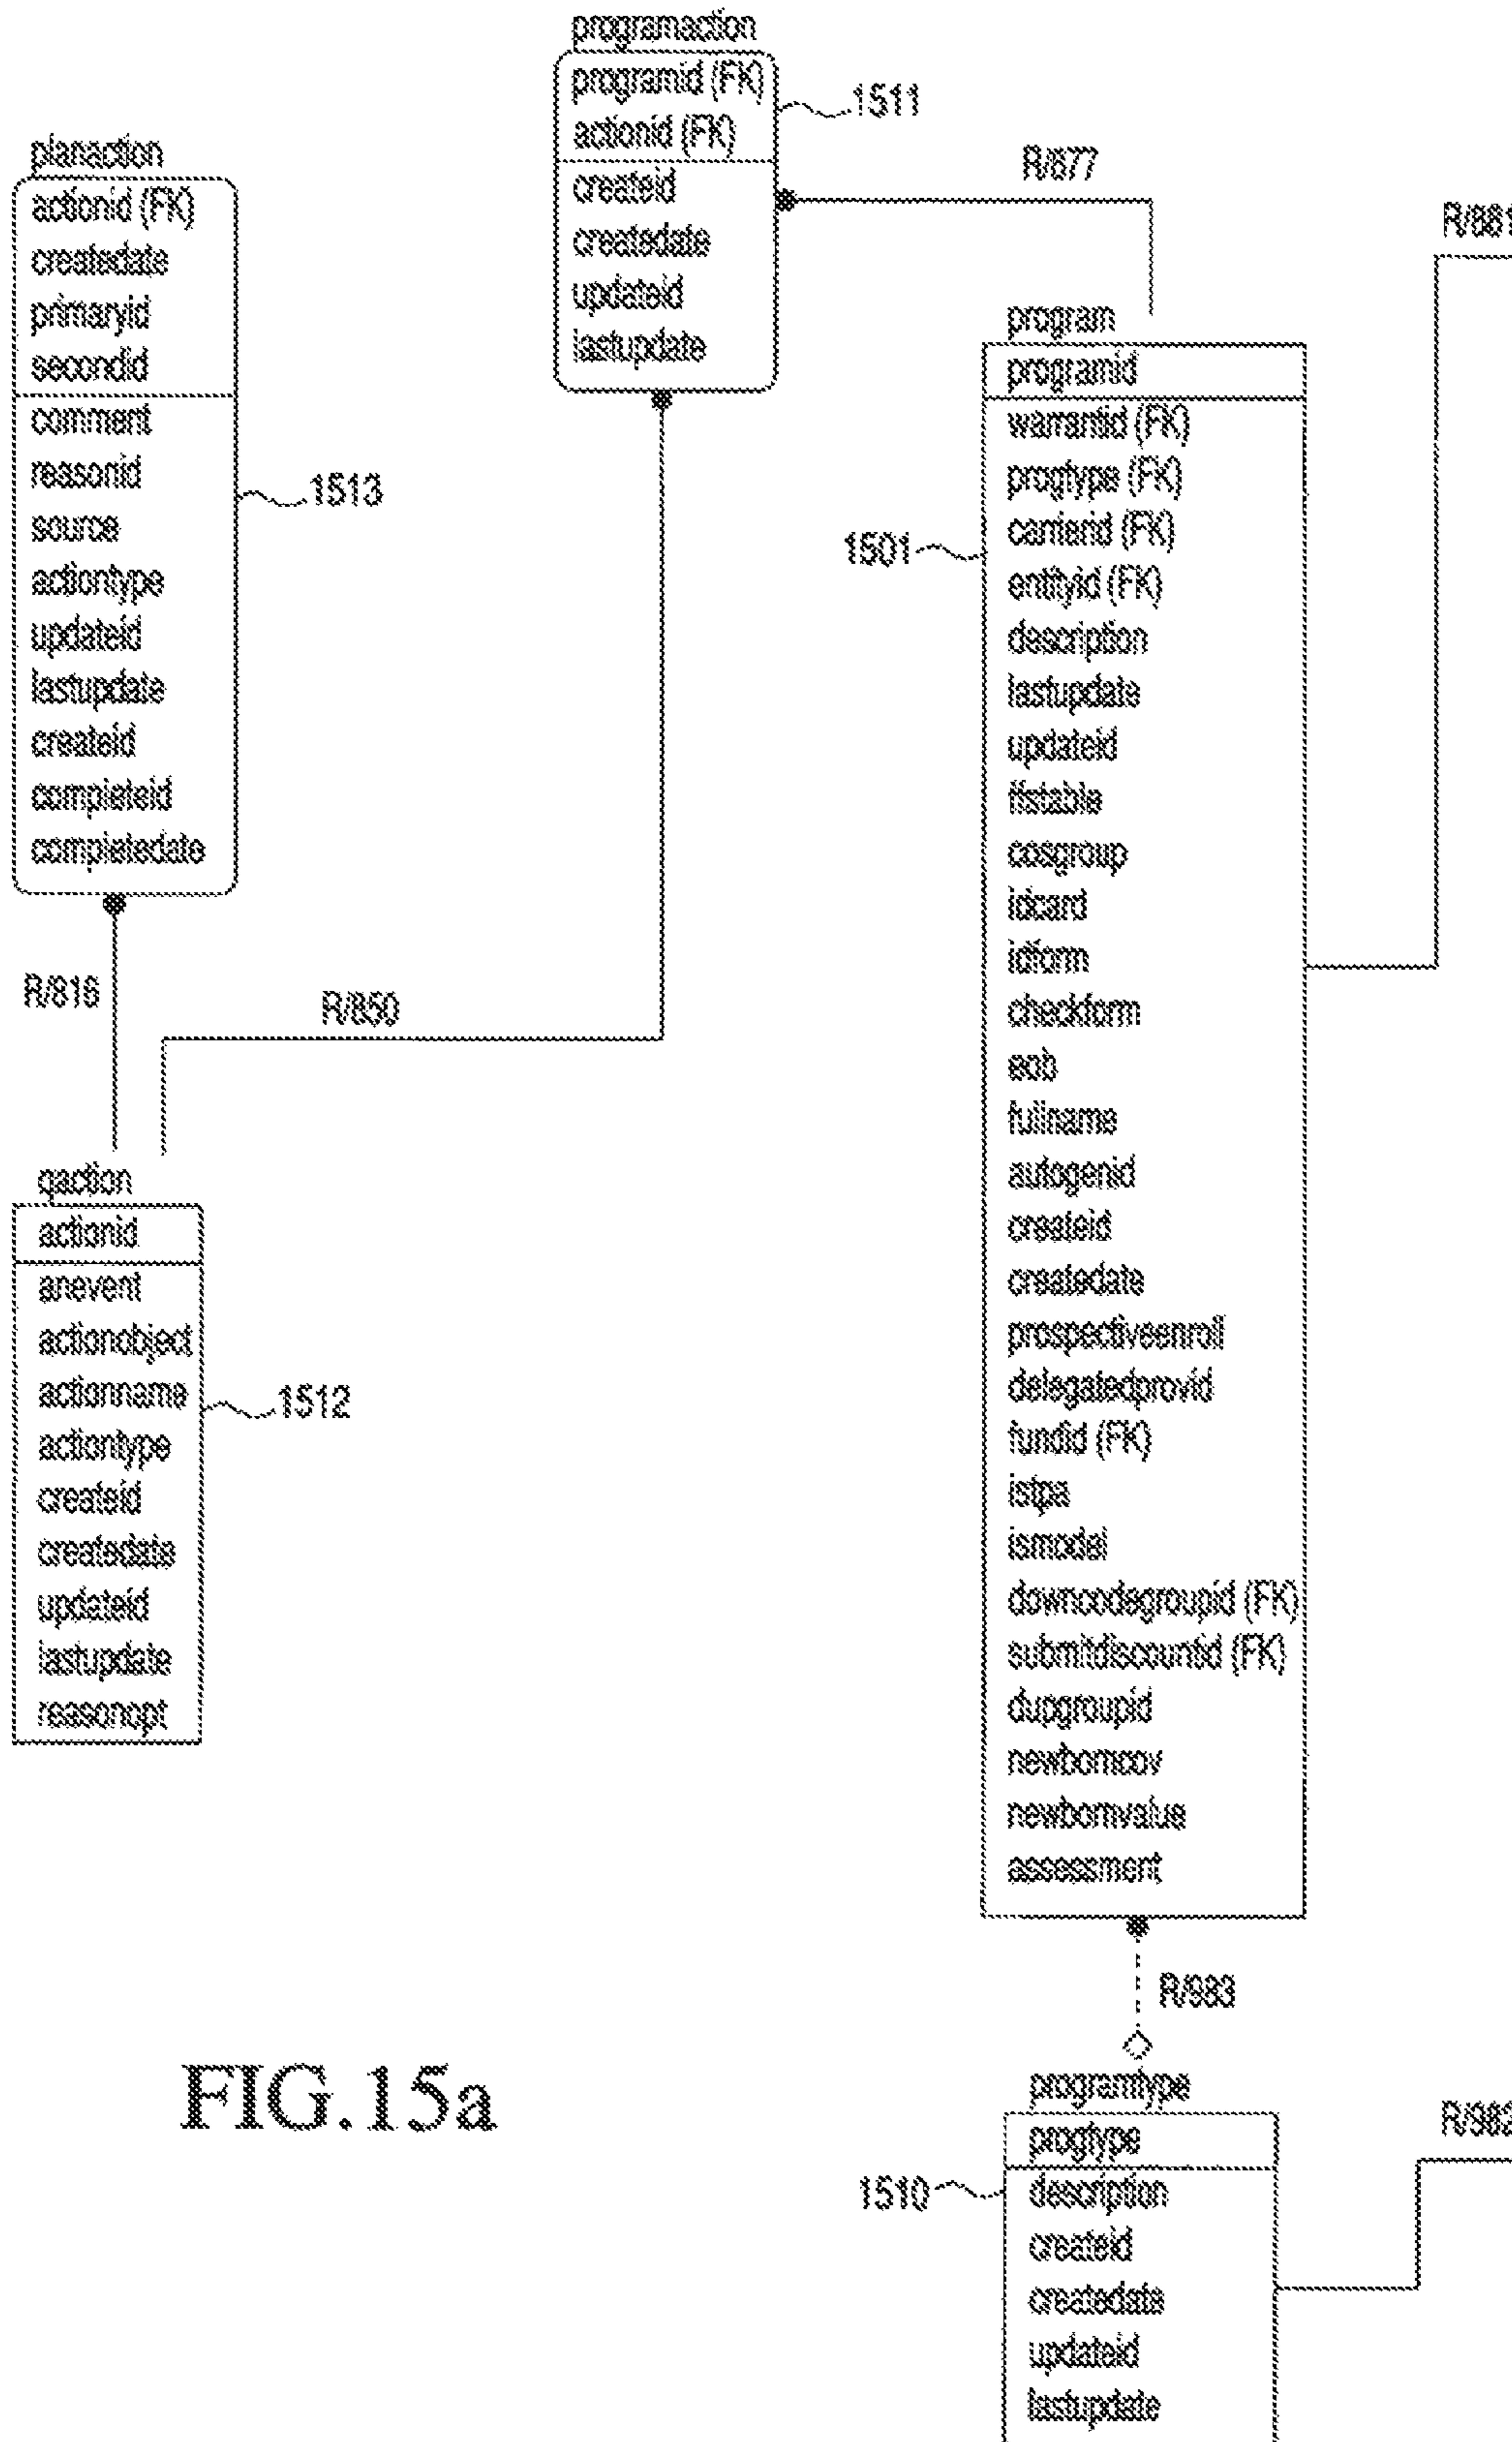 programaction
programid (FK)
actionid (FK)
createid
createdate
updateid
lastupdate
1511
R/877
R/881
planaction
actionid (FK)
createdate
primaryid
secondid
comment
reasonid
source
actiontype
updateid
lastupdate
createid
completeid
completedate
1513
R/816
R/850
program
programid
warrantid (FK)
progtype (FK)
carrierid (FK)
entityid (FK)
description
lastupdate
updateid
ffstable
cosgroup
idcard
idform
checkform
eob
fullname
autogenid
createid
createdate
prospectiveenroll
delegatedprovid
fundid (FK)
istpa
ismodel
downcodegroupid (FK)
submitdiscountid (FK)
dupgroupid
newborncov
newbornvalue
assessment
1501
qaction
actionid
anevent
actionobject
actionname
actiontype
createid
createdate
updateid
lastupdate
reasonopt
1512
R/983
programtype
progtype
description
createid
createdate
updateid
lastupdate
1510
R/982
FIG.15a